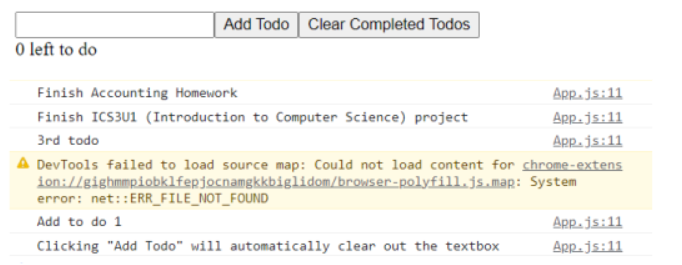 Add Todo Clear Completed Todos
0 left to do
Finish Accounting Homework App.js:11
Finish ICS3U1 (Introduction to Computer Science) project App.js:11
3rd todo App.js:11
DevTools failed to load source map: Could not load content for chrome-extens
ion://gighmmpiobklfepjocnamgkkbiglidom/browser-polyfill.js.map: System
error: net::ERR_FILE_NOT_FOUND
Add to do 1 App.js:11
Clicking "Add Todo" will automatically clear out the textbox App.js:11